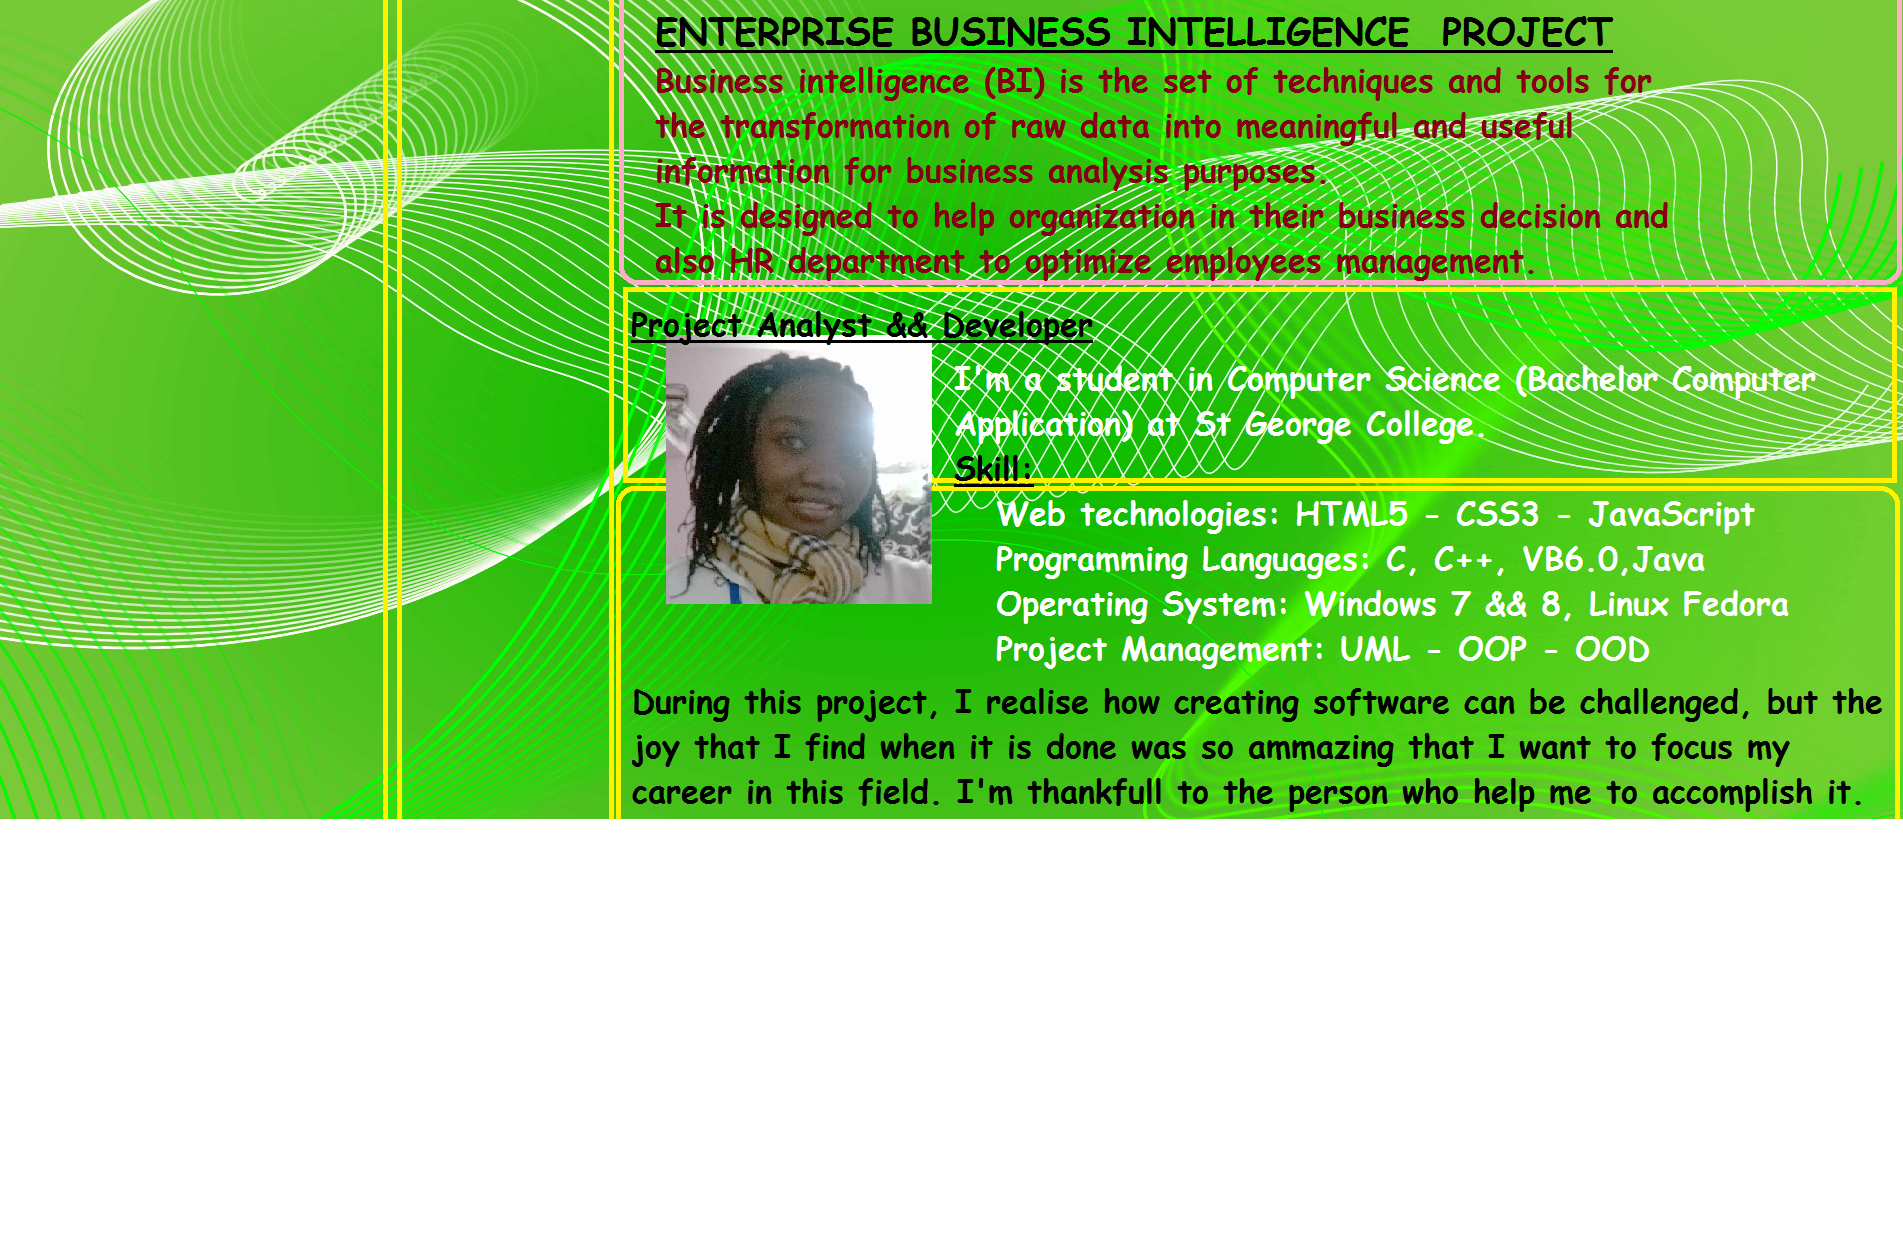 ENTERPRISE BUSINESS INTELLIGENCE PROJECT
Business intelligence (BI) is the set of techniques and tools for
the transformation of raw data into meaningful and useful
information for business analysis purposes.
It is designed to help organization in their business decision and
also HR department to optimize employees management.
Project Analyst && Developer
I'm a student in Computer Science (Bachelor Computer
Application) at St George College.
Skill:
Web technologies: HTML5 - CSS3 - JavaScript
Programming Languages: C, C++, VB6.0,Java
Operating System: Windows 7 && 8, Linux Fedora
Project Management: UML - OOP - OOD
During this project, I realise how creating software can be challenged, but the
joy that I find when it is done was so ammazing that I want to focus my
career in this field. I'm thankfull to the person who help me to accomplish it.